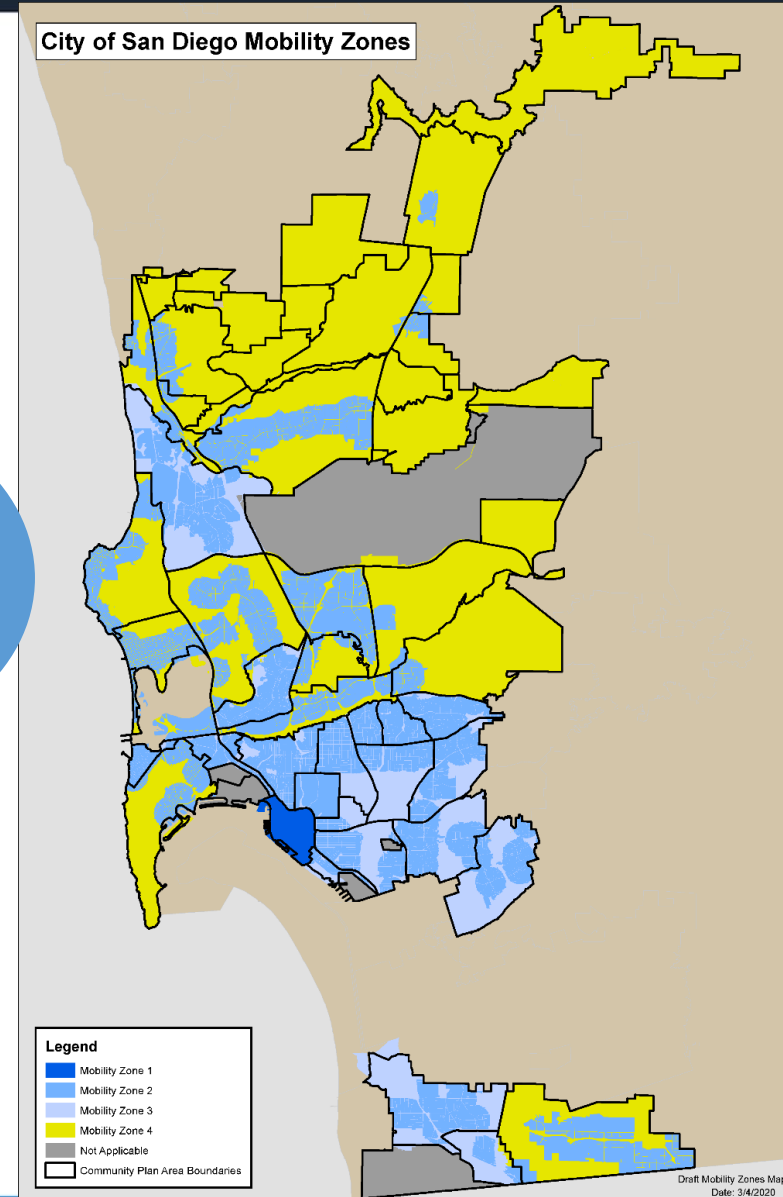 City of San Diego Mobility Zones
Legend
Mobility Zone 1
Mobility Zone 2
Mobility Zone 3
Mobility Zone 4
Not Applicable
Community Plan Area Boundaries
Draft Mobility Zones Ma
Date: 3/4/2020